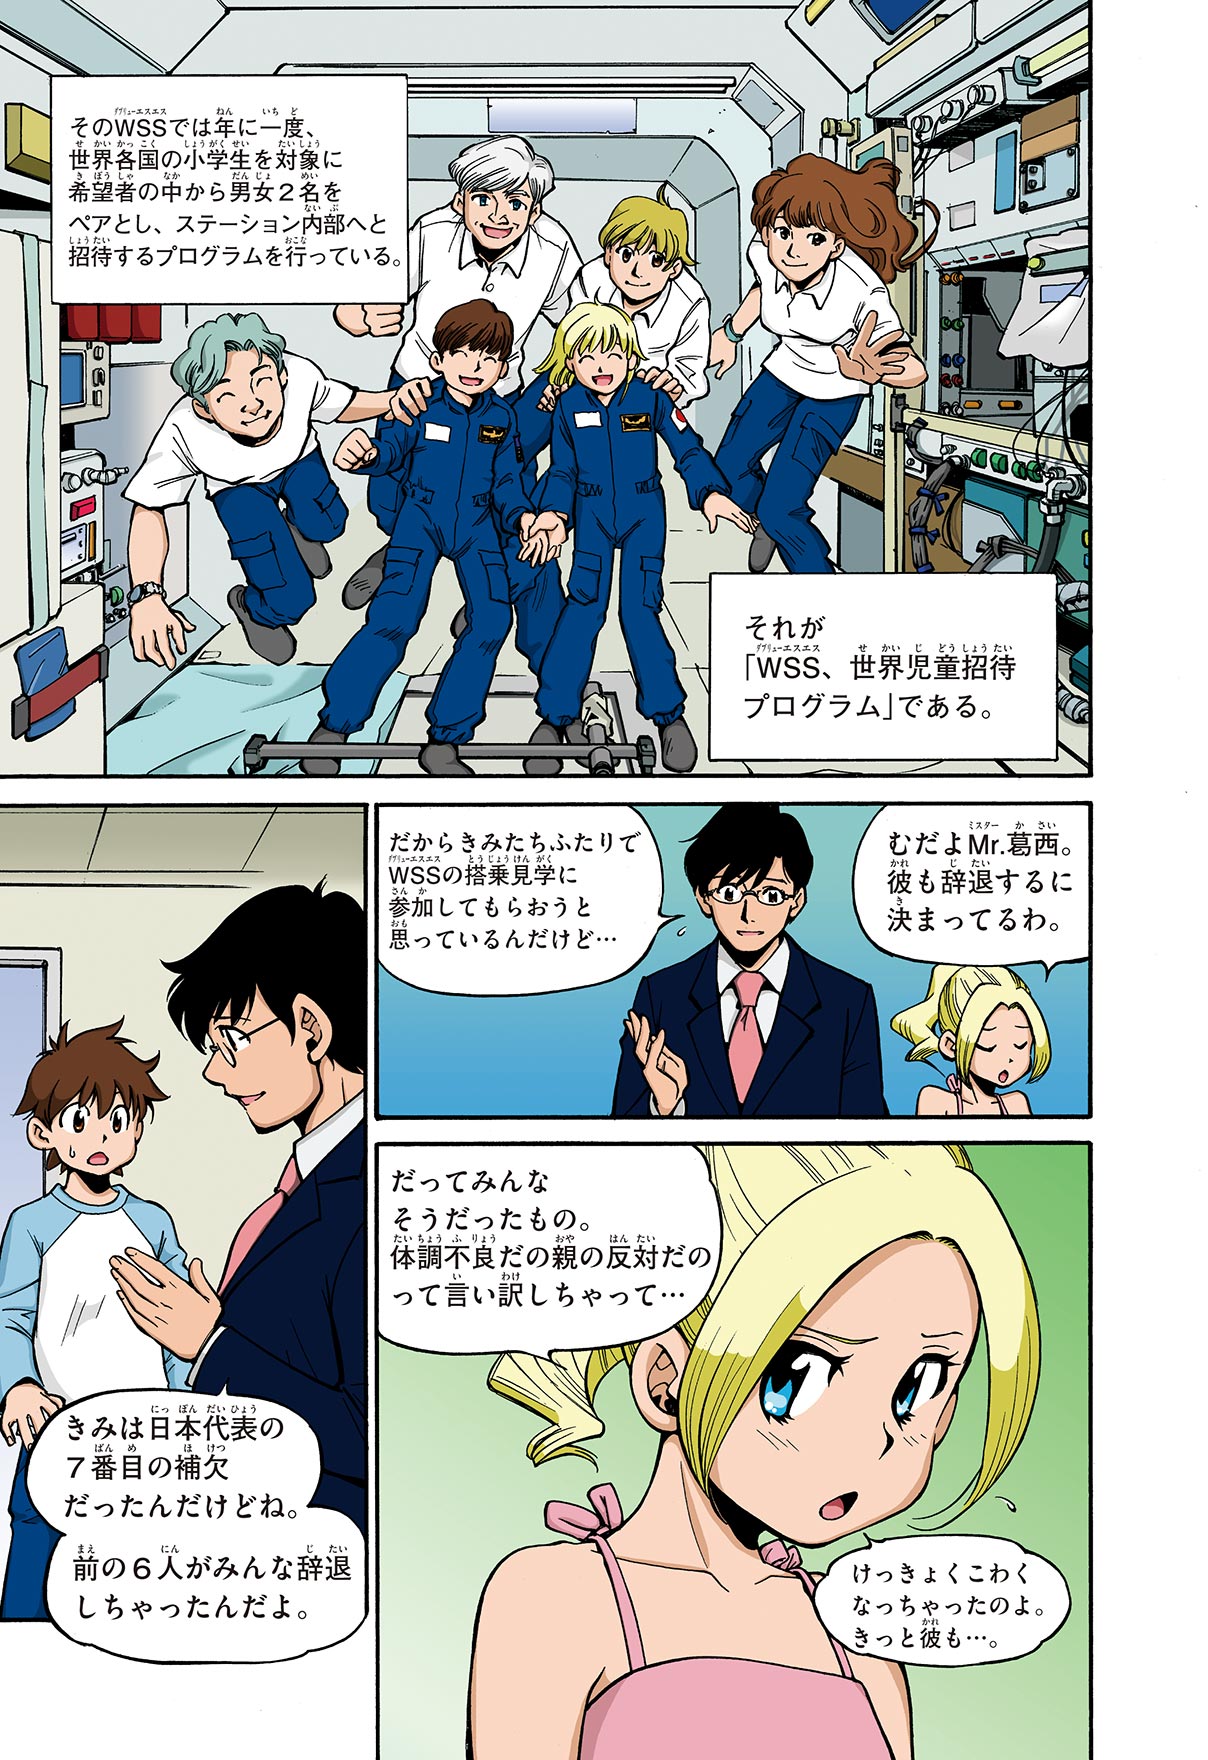 そのWSSでは年に一度、
世界各国の小学生を対象に
希望者の中から男女２名を
ペアとし、ステーション内部へと
招待するプログラムを行っている。
それが
「WSS、世界児童招待
プログラム」である。
きみは日本代表の
７番目の補欠
だったんだけどね。
前の６人がみんな辞退
しちゃったんだよ。
だからきみたちふたりで
WSSの搭乗見学に
参加してもらおうと
思っているんだけど…
むだよMr.葛西。
彼も辞退するに
決まってるわ。
だってみんな
そうだったもの。
体調不良だの親の反対だの
って言い訳しちゃって…
けっきょくこわく
なっちゃったのよ。
きっと彼も…。